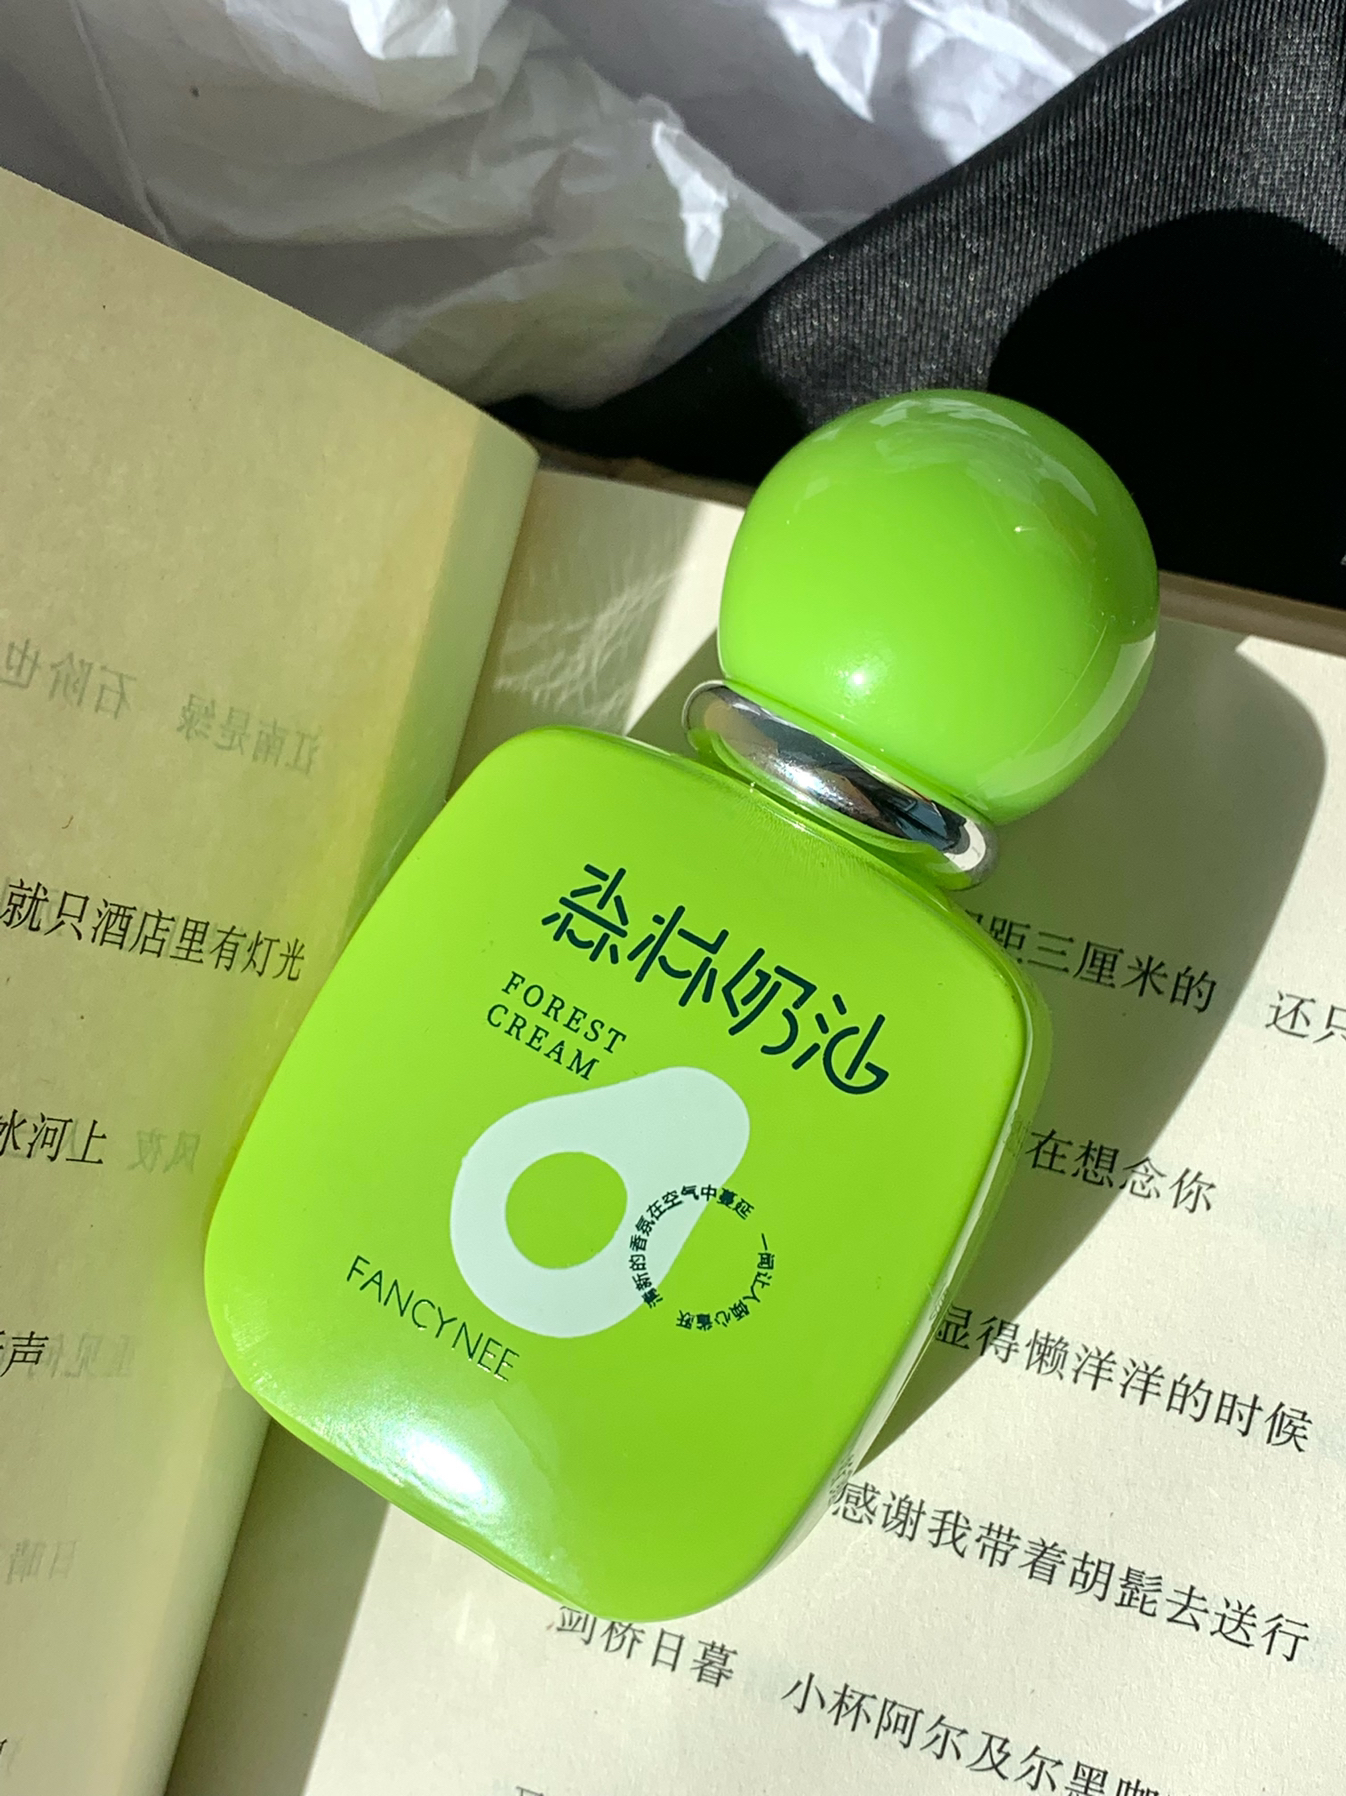 江南是绿 石阶也
就只酒店里有灯光
冰河上 风夜
声
森林奶油
FOREST
CREAM
清新的香氛在空气中蔓延
一闻让人倾心雀跃
FANCYNEE
距三厘米的 还只
在想念你
显得懒洋洋的时候
感谢我带着胡髭去送行
剑桥日暮 小杯阿尔及尔黑咖